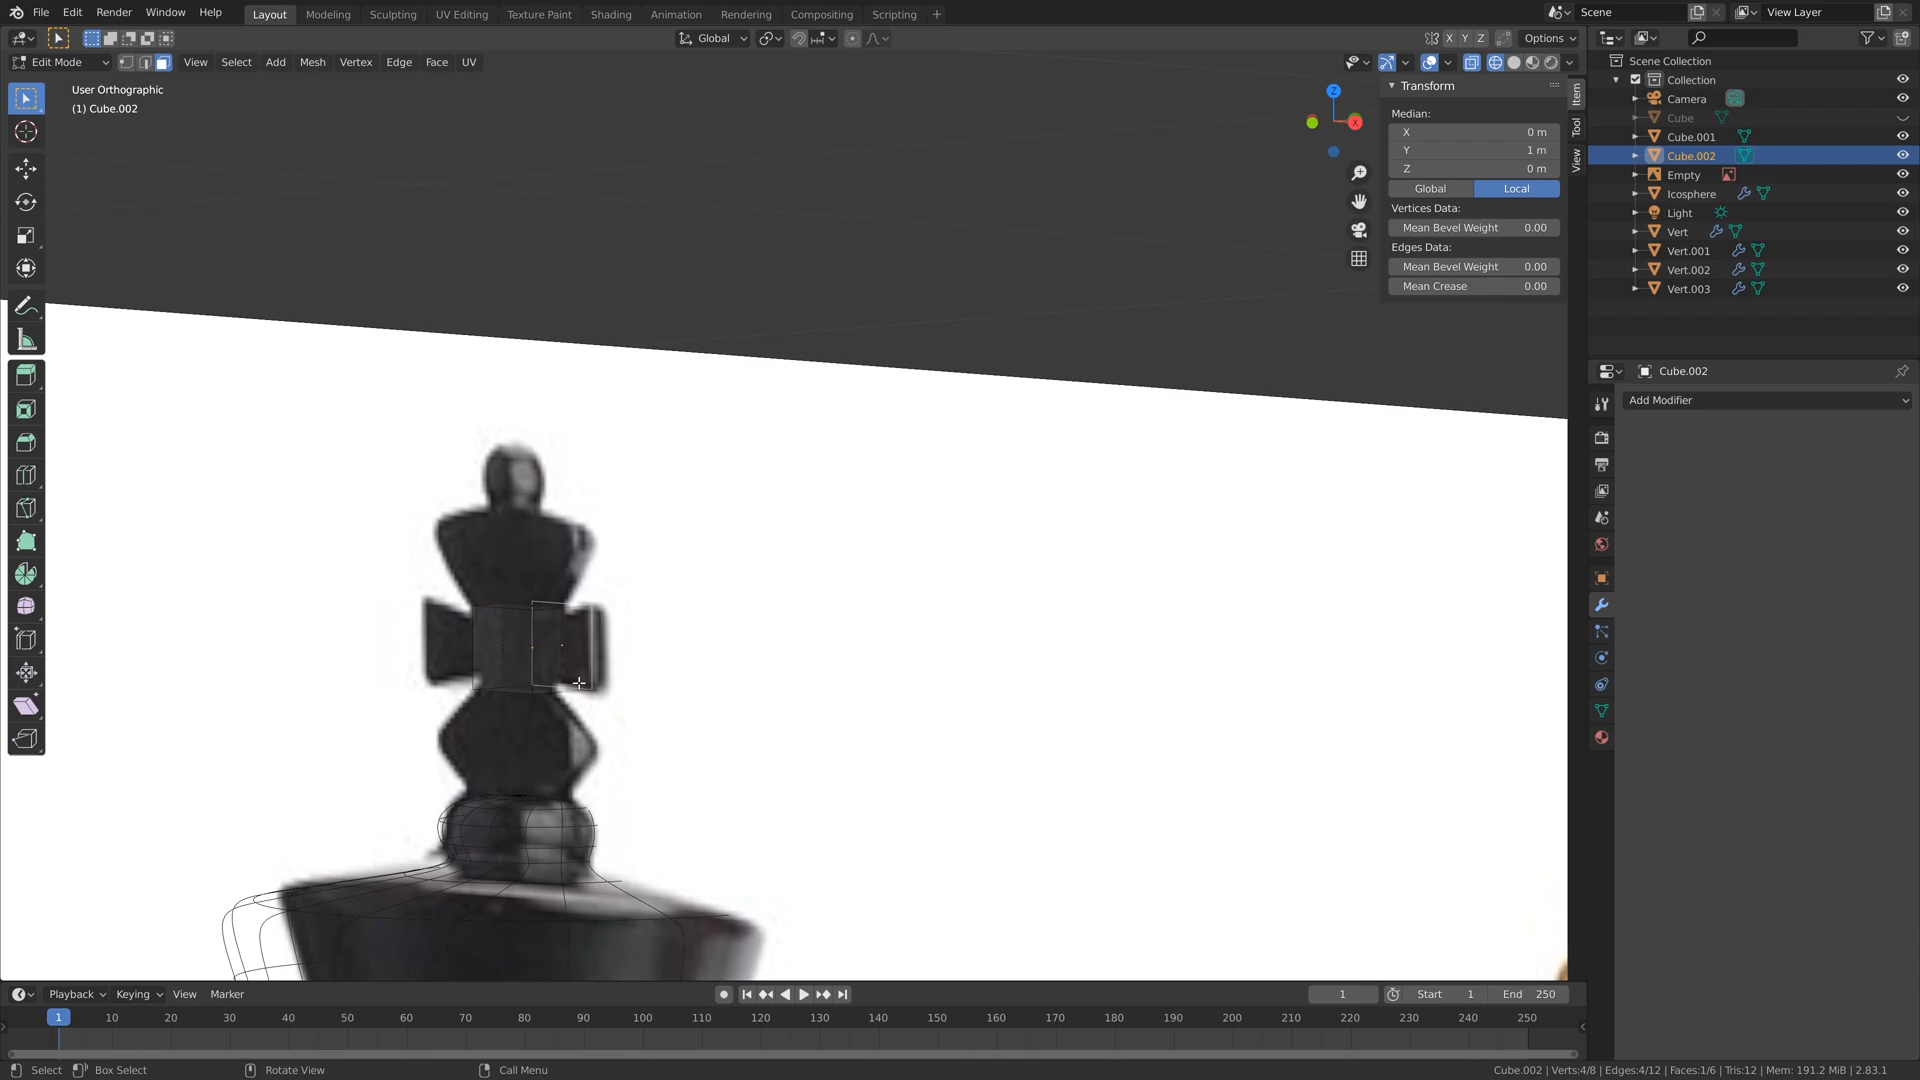 File Edit Render Window Help Layout Modeling Sculpting UV Editing Texture Paint Shading Animation Rendering Compositing Scripting + Scene View Layer
Global X Y Z Options
Edit Mode View Select Add Mesh Vertex Edge Face UV
User Orthographic
(1) Cube.002
Z
X
Transform
Median:
X 0 m
Y 1 m
Z 0 m
Global Local
Vertices Data:
Mean Bevel Weight 0.00
Edges Data:
Mean Bevel Weight 0.00
Mean Crease 0.00
Item
Tool
View
Scene Collection
Collection
Camera
Cube
Cube.001
Cube.002
Empty
Icosphere
Light
Vert
Vert.001
Vert.002
Vert.003
Cube.002
Add Modifier
Playback Keying View Marker 1 Start 1 End 250
1 10 20 30 40 50 60 70 80 90 100 110 120 130 140 150 160 170 180 190 200 210 220 230 240 250
Select Box Select Rotate View Call Menu Cube.002 | Verts:4/8 | Edges:4/12 | Faces:1/6 | Tris:12 | Mem: 191.2 MiB | 2.83.1